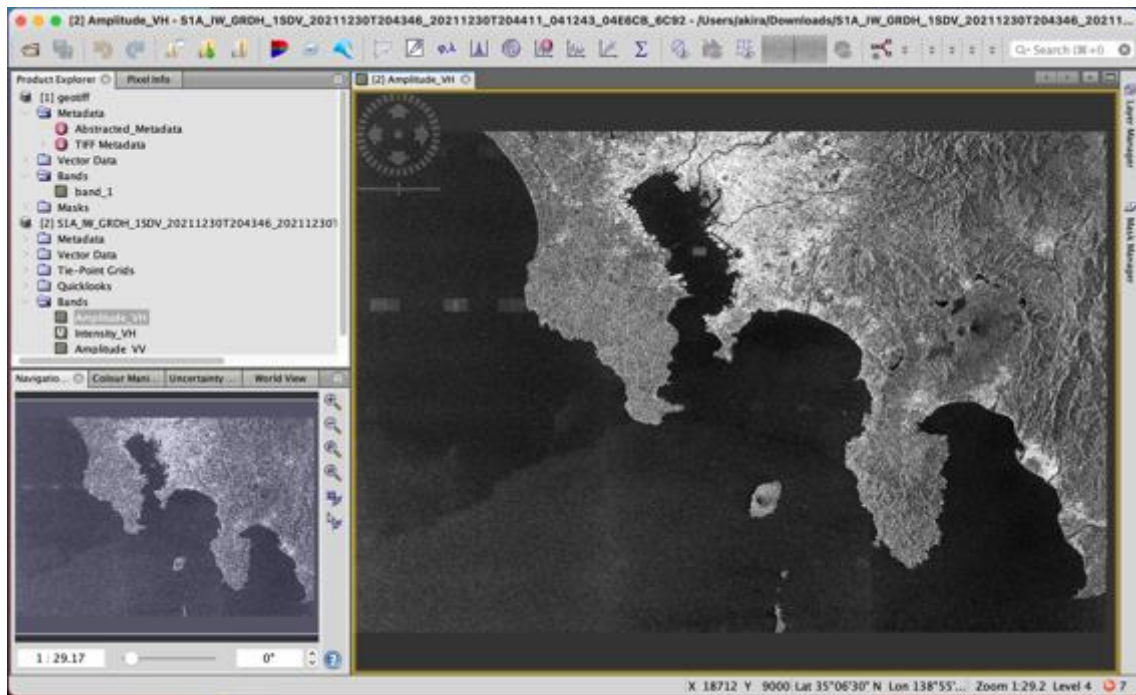 [2] Amplitude_VH - S1A_IW_GRDH_1SDV_20211230T204346_20211230T204411_041243_04E6CB_6C92 - /Users/akira/Downloads/S1A_IW_GRDH_1SDV_20211230T204346_2021...
Search (⌘+I)
Product Explorer
Pixel Info
[1] geotiff
Metadata
Abstracted_Metadata
TIFF Metadata
Vector Data
Bands
band_1
Masks
[2] S1A_IW_GRDH_1SDV_20211230T204346_20211230T
Metadata
Vector Data
Tie-Point Grids
Quicklooks
Bands
Amplitude_VH
Intensity_VH
Amplitude_VV
[2] Amplitude_VH
Layer Manager
Mask Manager
Navigatio...
Colour Mani...
Uncertainty ...
World View
1 : 29.17
0°
X 18712 Y 9000 Lat 35°06'30" N Lon 138°55'... Zoom 1:29.2 Level 4
7